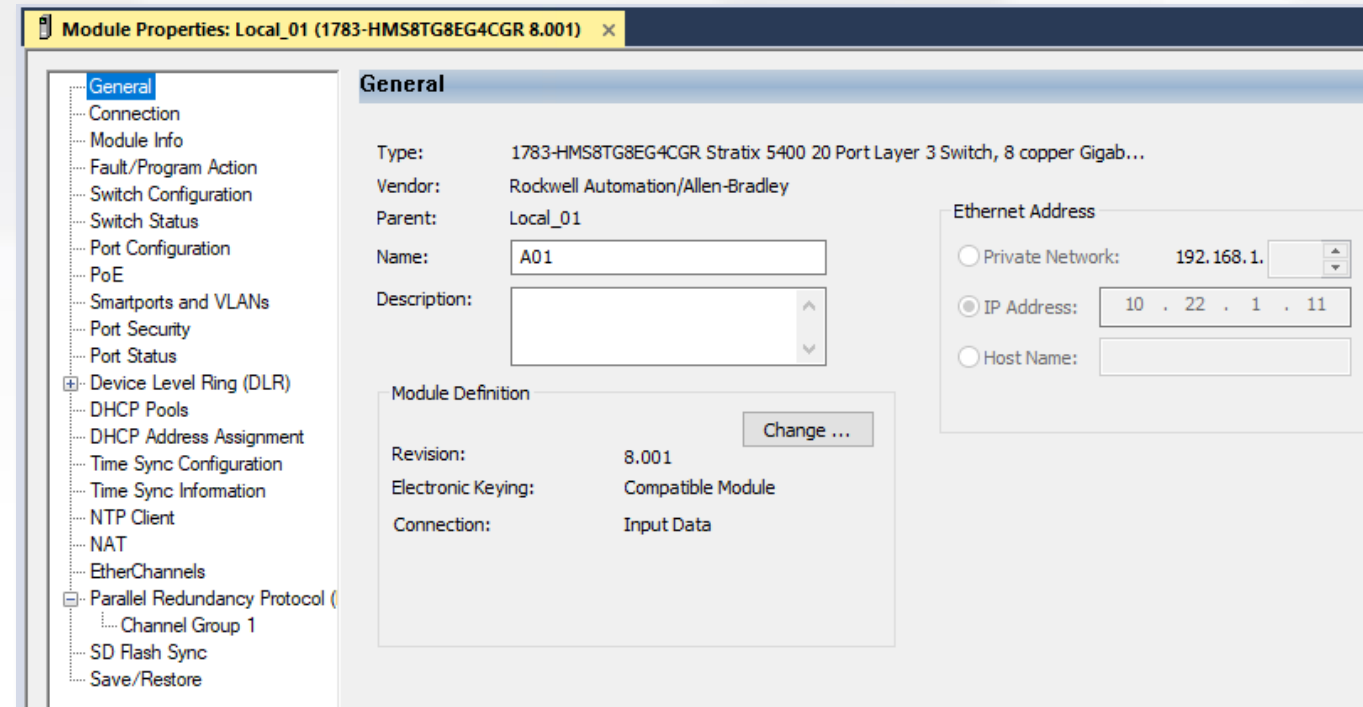 Module Properties: Local_01 (1783-HMS8TG8EG4CGR 8.001) ×
General
Connection
Module Info
Fault/Program Action
Switch Configuration
Switch Status
Port Configuration
PoE
Smartports and VLANs
Port Security
Port Status
Device Level Ring (DLR)
DHCP Pools
DHCP Address Assignment
Time Sync Configuration
Time Sync Information
NTP Client
NAT
EtherChannels
Parallel Redundancy Protocol (
Channel Group 1
SD Flash Sync
Save/Restore
General
Type: 1783-HMS8TG8EG4CGR Stratix 5400 20 Port Layer 3 Switch, 8 copper Gigab...
Vendor: Rockwell Automation/Allen-Bradley
Parent: Local_01
Name: A01
Description:
Module Definition
Change ...
Revision: 8.001
Electronic Keying: Compatible Module
Connection: Input Data
Ethernet Address
Private Network: 192.168.1.
IP Address: 10 . 22 . 1 . 11
Host Name: